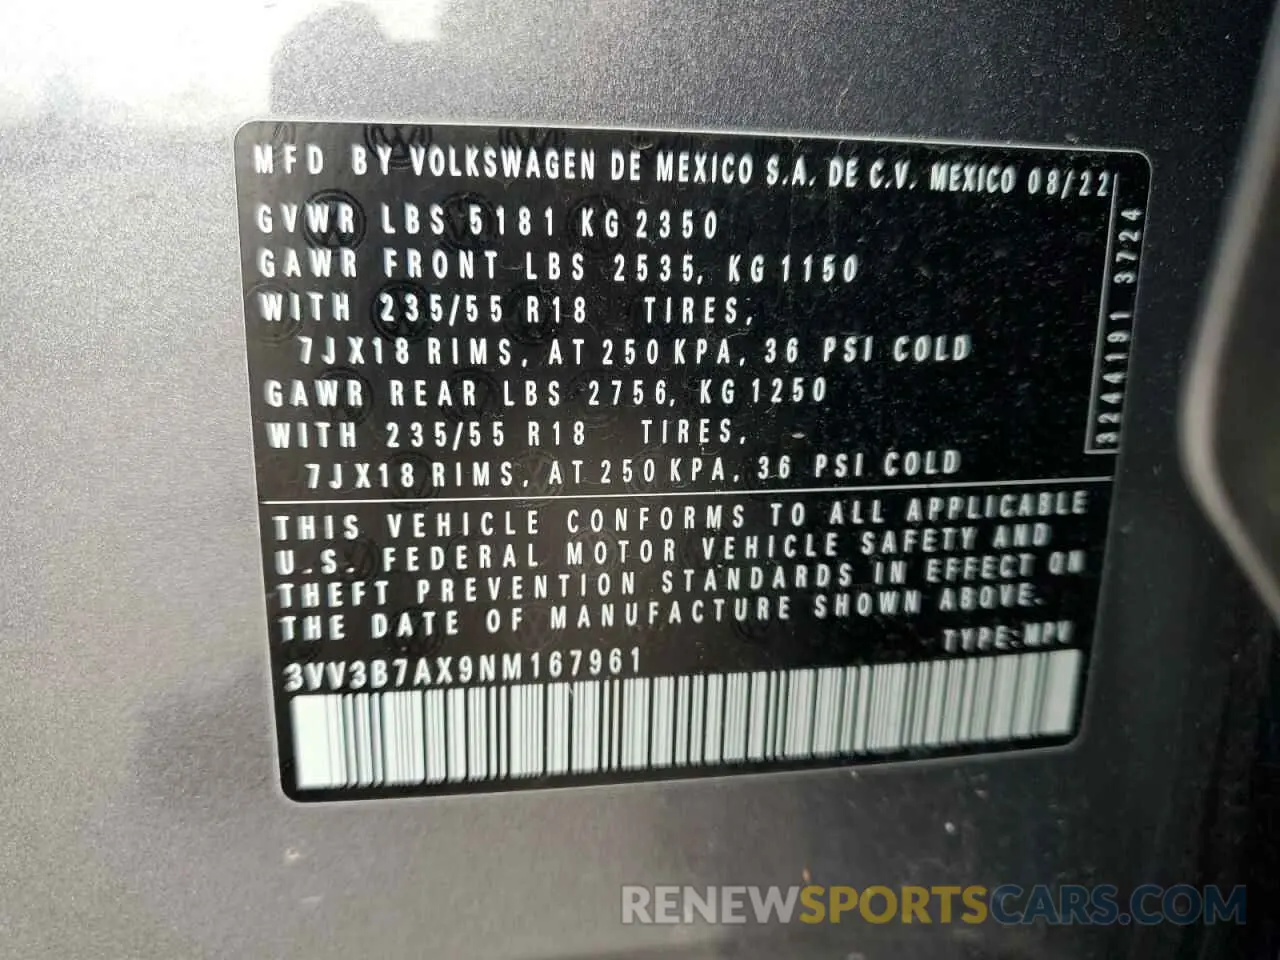 MFD BY VOLKSWAGEN DE MEXICO S.A. DE C.V. MEXICO 08/22
GVWR LBS 5181 KG 2350
GAWR FRONT LBS 2535, KG 1150
WITH 235/55 R18 TIRES,
7JX18 RIMS, AT 250 KPA, 36 PSI COLD
GAWR REAR LBS 2756, KG 1250
WITH 235/55 R18 TIRES,
7JX18 RIMS, AT 250 KPA, 36 PSI COLD
3244191 3724
THIS VEHICLE CONFORMS TO ALL APPLICABLE
U.S. FEDERAL MOTOR VEHICLE SAFETY AND
THEFT PREVENTION STANDARDS IN EFFECT ON
THE DATE OF MANUFACTURE SHOWN ABOVE.
TYPE:MPV
3VV3B7AX9NM167961
RENEWSPORTSCARS.COM